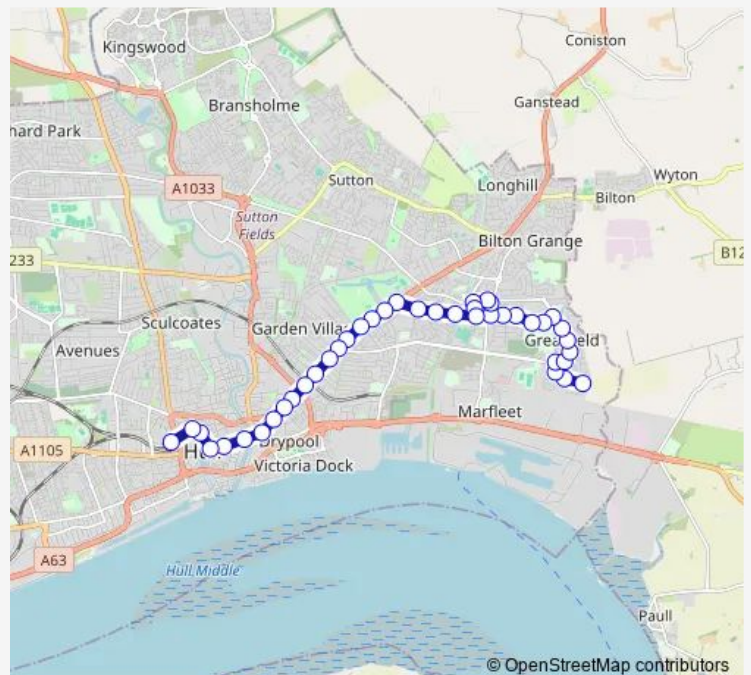 Coniston
Kingswood
Ganstead
Bransholme
hard Park
Sutton
Wyton
A1033
Longhill
Bilton
Sutton
Fields
Bilton Grange
B12
233
Sculcoates
Garden Villa
Avenues
Marfleet
A1105
Drypool
Victoria Dock
A63
Hull Middle
Paull
© OpenStreetMap contributors